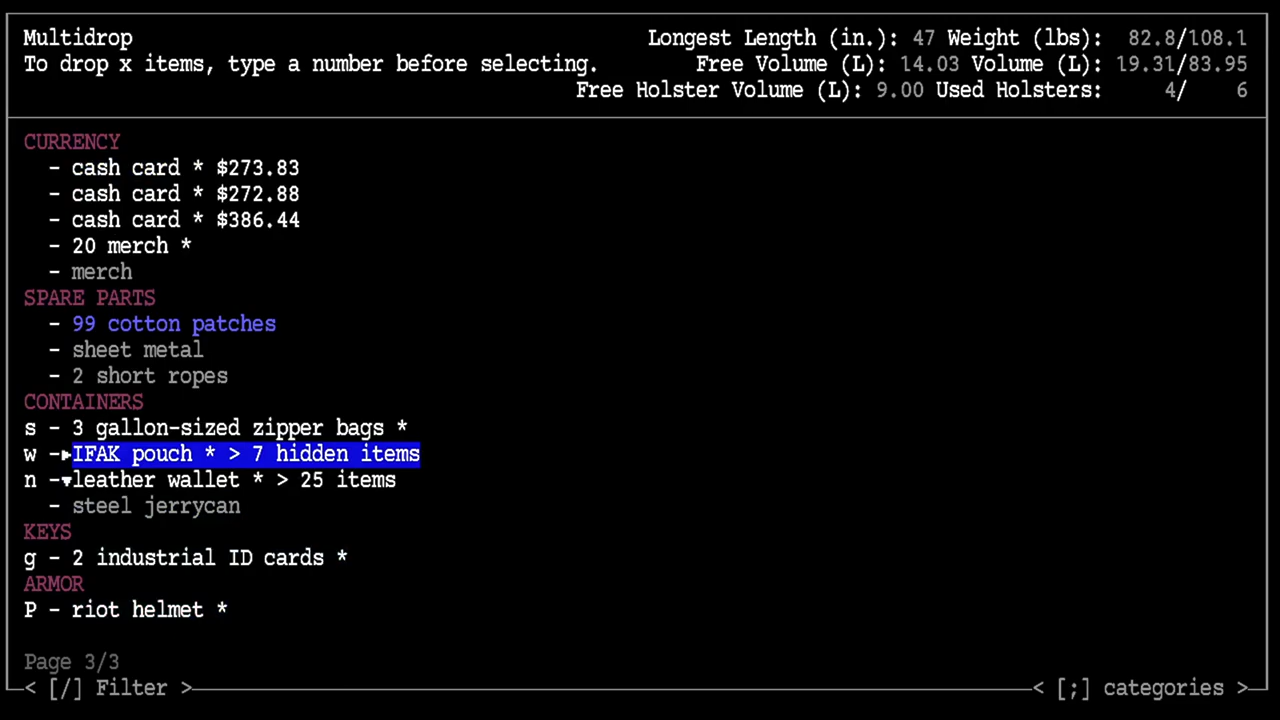 Multidrop Longest Length (in.): 47 Weight (lbs): 82.8/108.1
To drop x items, type a number before selecting. Free Volume (L): 14.03 Volume (L): 19.31/83.95
Free Holster Volume (L): 9.00 Used Holsters: 4/ 6
CURRENCY
- cash card * $273.83
- cash card * $272.88
- cash card * $386.44
- 20 merch *
- merch
SPARE PARTS
- 99 cotton patches
- sheet metal
- 2 short ropes
CONTAINERS
s - 3 gallon-sized zipper bags *
w -▸IFAK pouch * > 7 hidden items
n -▾leather wallet * > 25 items
- steel jerrycan
KEYS
g - 2 industrial ID cards *
ARMOR
P - riot helmet *
Page 3/3
< [/] Filter > < [;] categories >